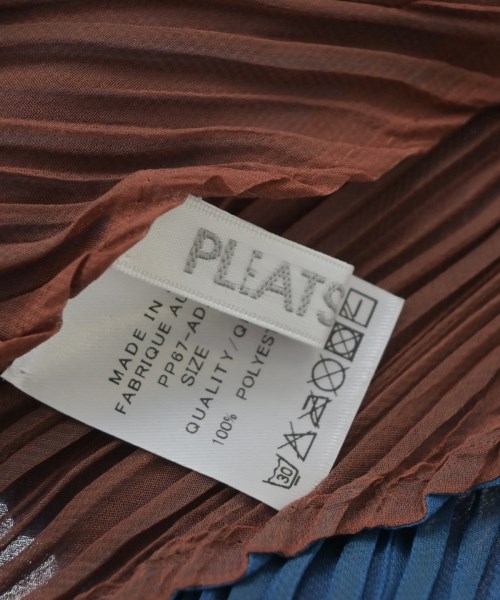 PLEATS
MADE IN
FABRIQUE AU
PP67-AD
SIZE
QUALITY/Q
100% POLYES
30